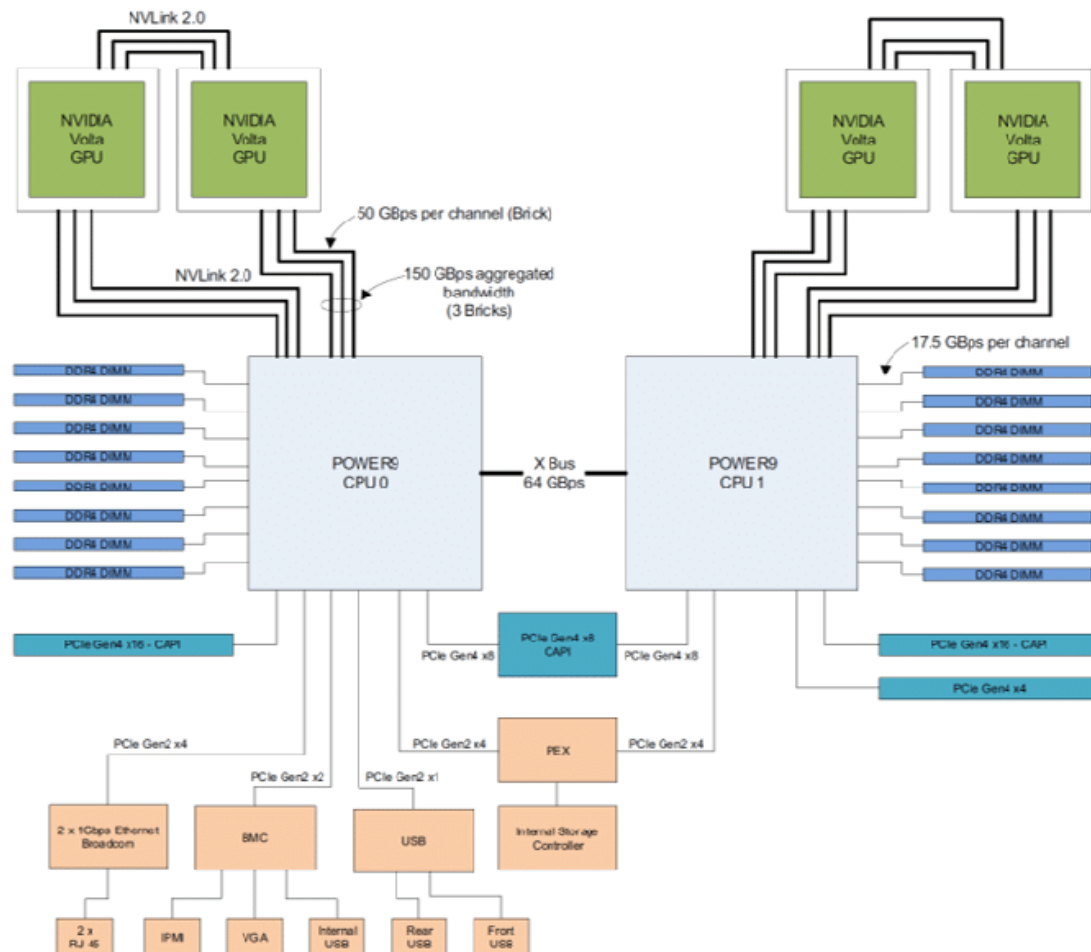 NVLink 2.0
NVIDIA
Volta
GPU
NVIDIA
Volta
GPU
NVIDIA
Volta
GPU
NVIDIA
Volta
GPU
50 GBps per channel (Brick)
NVLink 2.0
150 GBps aggregated
bandwidth
(3 Bricks)
17.5 GBps per channel
DDR4 DIMM
DDR4 DIMM
DDR4 DIMM
DDR4 DIMM
DDR4 DIMM
DDR4 DIMM
DDR4 DIMM
DDR4 DIMM
POWER9
CPU 0
X Bus
64 GBps
POWER9
CPU 1
DDR4 DIMM
DDR4 DIMM
DDR4 DIMM
DDR4 DIMM
DDR4 DIMM
DDR4 DIMM
DDR4 DIMM
DDR4 DIMM
PCIe Gen4 x16 - CAPI
PCIe Gen4 x8
PCIe Gen4 x8
CAPI
PCIe Gen4 x8
PCIe Gen4 x16 - CAPI
PCIe Gen4 x4
PCIe Gen2 x4
PCIe Gen2 x4
PEX
PCIe Gen2 x4
PCIe Gen2 x2
PCIe Gen2 x1
2 x 1Gbps Ethernet
Broadcom
BMC
USB
Internal Storage
Controller
2 x
RJ 45
IPMI
VGA
Internal
USB
Rear
USB
Front
USB